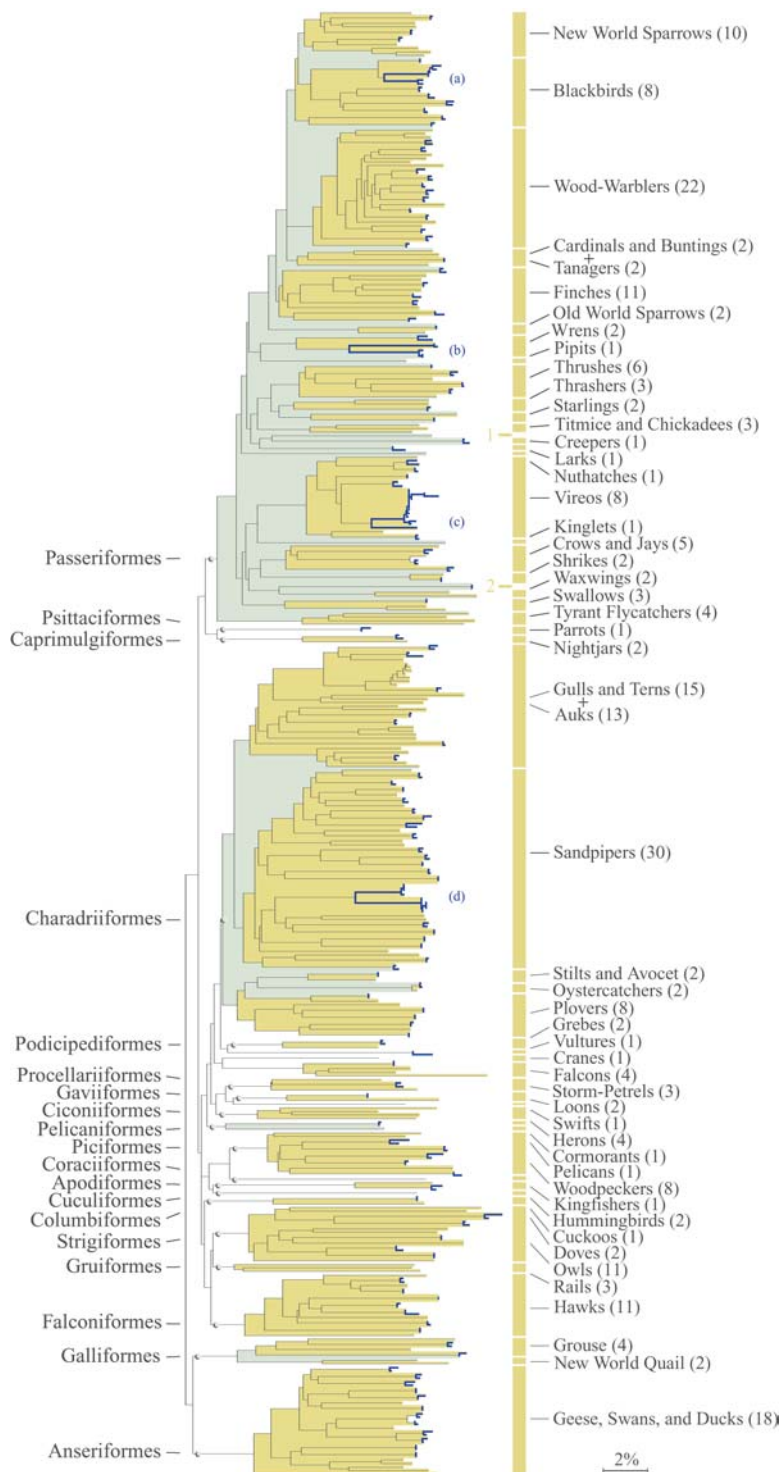 New World Sparrows (10)
(a)
Blackbirds (8)
Wood-Warblers (22)
Cardinals and Buntings (2)
+
Tanagers (2)
Finches (11)
Old World Sparrows (2)
Wrens (2)
(b)
Pipits (1)
Thrushes (6)
Thrashers (3)
Starlings (2)
Titmice and Chickadees (3)
1
Creepers (1)
Larks (1)
Nuthatches (1)
Vireos (8)
(c)
Kinglets (1)
Crows and Jays (5)
Passeriformes
Shrikes (2)
2
Waxwings (2)
Swallows (3)
Tyrant Flycatchers (4)
Psittaciformes
Parrots (1)
Caprimulgiformes
Nightjars (2)
Gulls and Terns (15)
+
Auks (13)
Sandpipers (30)
(d)
Charadriiformes
Stilts and Avocet (2)
Oystercatchers (2)
Plovers (8)
Grebes (2)
Podicipediformes
Vultures (1)
Cranes (1)
Procellariiformes
Falcons (4)
Gaviiformes
Storm-Petrels (3)
Loons (2)
Ciconiiformes
Swifts (1)
Pelicaniformes
Herons (4)
Piciformes
Cormorants (1)
Coraciiformes
Pelicans (1)
Apodiformes
Woodpeckers (8)
Cuculiformes
Kingfishers (1)
Columbiformes
Hummingbirds (2)
Cuckoos (1)
Strigiformes
Doves (2)
Gruiformes
Owls (11)
Rails (3)
Hawks (11)
Falconiformes
Grouse (4)
Galliformes
New World Quail (2)
Geese, Swans, and Ducks (18)
Anseriformes
2%